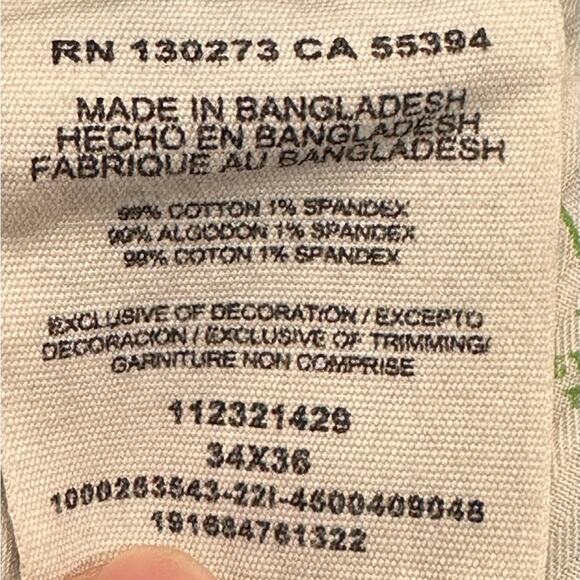 RN 130273 CA 55394
MADE IN BANGLADESH
HECHO EN BANGLADESH
FABRIQUE AU BANGLADESH
99% COTTON 1% SPANDEX
99% ALGODON 1% SPANDEX
99% COTON 1% SPANDEX
EXCLUSIVE OF DECORATION / EXCEPTO
DECORACION / EXCLUSIVE OF TRIMMING/
GARNITURE NON COMPRISE
112321429
34X36
1000263543-22I-4600409048
191684761322